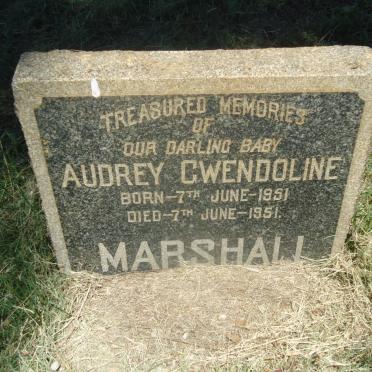 TREASURED MEMORIES
OF
OUR DARLING BABY
AUDREY GWENDOLINE
BORN-7TH JUNE-1951
DIED-7TH JUNE-1951.
MARSHALL